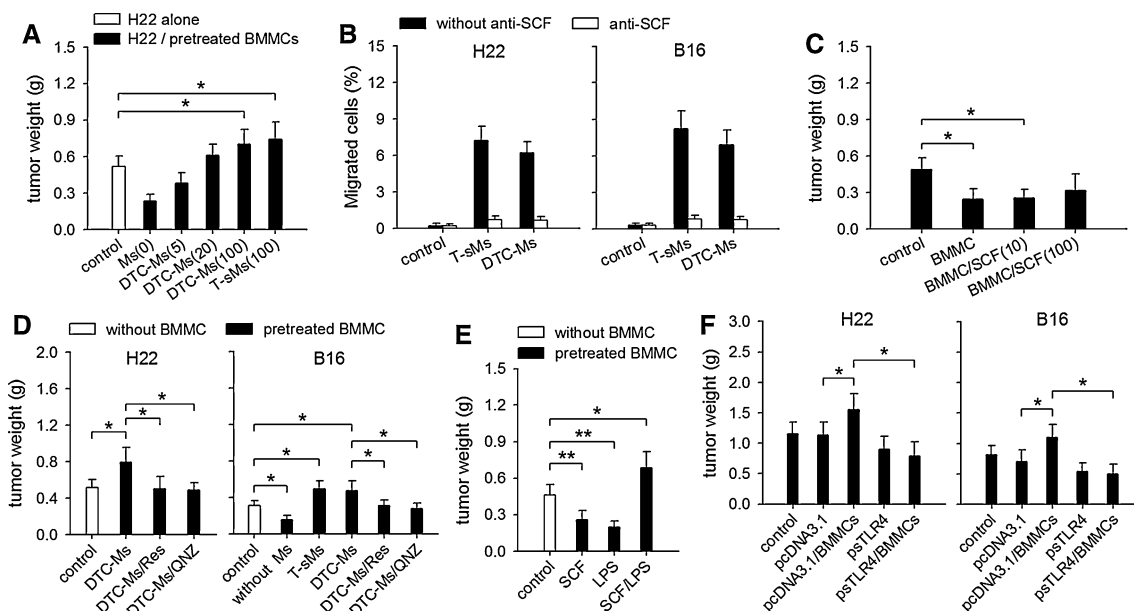 A
H22 alone
H22 / pretreated BMMCs
tumor weight (g)
1.5
1.2
0.9
0.6
0.3
0.0
*
*
control
Ms(0)
DTC-Ms(5)
DTC-Ms(20)
DTC-Ms(100)
T-sMs(100)
B
without anti-SCF
anti-SCF
H22
B16
Migrated cells (%)
15
12
9
6
3
0
control
T-sMs
DTC-Ms
control
T-sMs
DTC-Ms
C
tumor weight (g)
1.5
1.2
0.9
0.6
0.3
0.0
*
*
control
BMMC
BMMC/SCF(10)
BMMC/SCF(100)
D
without BMMC
pretreated BMMC
H22
B16
tumor weight (g)
2.0
1.6
1.2
0.8
0.4
0.0
*
*
*
control
DTC-Ms
DTC-Ms/Res
DTC-Ms/QNZ
*
*
*
*
*
control
without Ms
T-sMs
DTC-Ms
DTC-Ms/Res
DTC-Ms/QNZ
E
without BMMC
pretreated BMMC
tumor weight (g)
1.5
1.2
0.9
0.6
0.3
0.0
*
**
**
control
SCF
LPS
SCF/LPS
F
H22
B16
tumor weight (g)
3.0
2.5
2.0
1.5
1.0
0.5
0.0
*
*
control
pcDNA3.1
pcDNA3.1/BMMCs
psTLR4
psTLR4/BMMCs
*
*
control
pcDNA3.1
pcDNA3.1/BMMCs
psTLR4
psTLR4/BMMCs